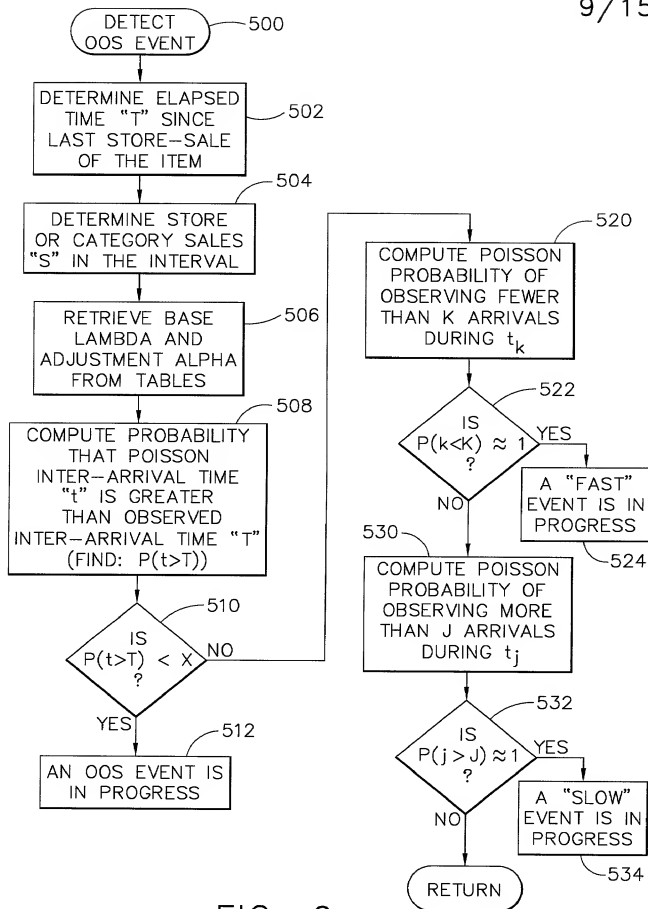 9/15
DETECT
OOS EVENT
500
DETERMINE ELAPSED
TIME "T" SINCE
LAST STORE-SALE
OF THE ITEM
502
504
DETERMINE STORE
OR CATEGORY SALES
"S" IN THE INTERVAL
RETRIEVE BASE
LAMBDA AND
ADJUSTMENT ALPHA
FROM TABLES
506
508
COMPUTE PROBABILITY
THAT POISSON
INTER-ARRIVAL TIME
"t" IS GREATER
THAN OBSERVED
INTER-ARRIVAL TIME "T"
(FIND: P(t>T))
510
IS
P(t>T) < X
?
NO
YES
512
AN OOS EVENT IS
IN PROGRESS
520
COMPUTE POISSON
PROBABILITY OF
OBSERVING FEWER
THAN K ARRIVALS
DURING tk
522
IS
P(k<K) ≈ 1
?
YES
NO
A "FAST"
EVENT IS IN
PROGRESS
524
530
COMPUTE POISSON
PROBABILITY OF
OBSERVING MORE
THAN J ARRIVALS
DURING tj
532
IS
P(j>J) ≈ 1
?
YES
NO
A "SLOW"
EVENT IS IN
PROGRESS
534
RETURN